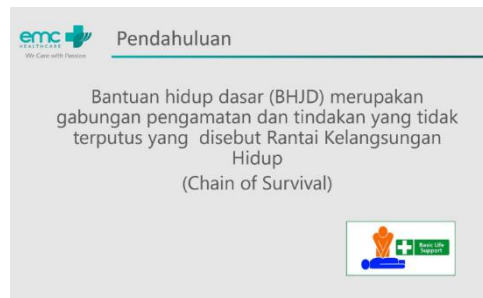 emc
HEALTHCARE
We Care with Passion
Pendahuluan
Bantuan hidup dasar (BHJD) merupakan
gabungan pengamatan dan tindakan yang tidak
terputus yang disebut Rantai Kelangsungan
Hidup
(Chain of Survival)
Basic Life
Support